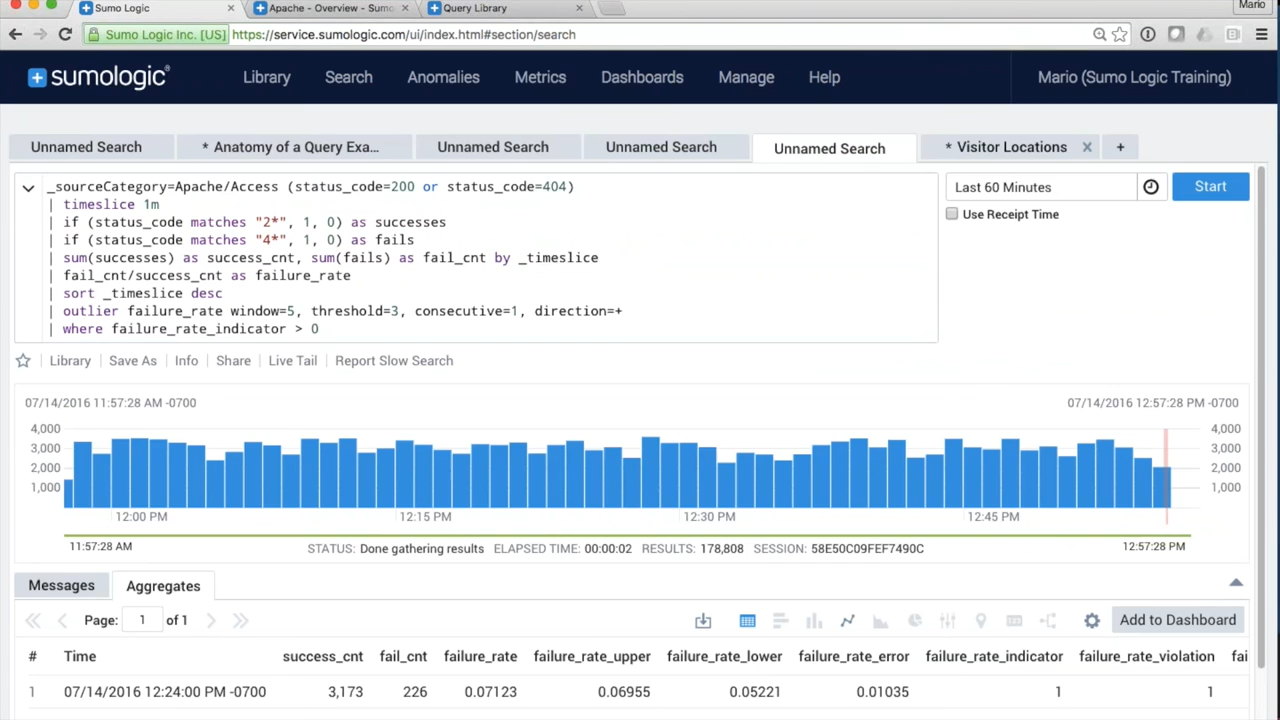 Sumo Logic
Apache - Overview - Sumo
Query Library
Mario
Sumo Logic Inc. [US] https://service.sumologic.com/ui/index.html#section/search
sumologic®
Library
Search
Anomalies
Metrics
Dashboards
Manage
Help
Mario (Sumo Logic Training)
Unnamed Search
* Anatomy of a Query Exa...
Unnamed Search
Unnamed Search
Unnamed Search
* Visitor Locations
+
_sourceCategory=Apache/Access (status_code=200 or status_code=404)
| timeslice 1m
| if (status_code matches "2*", 1, 0) as successes
| if (status_code matches "4*", 1, 0) as fails
| sum(successes) as success_cnt, sum(fails) as fail_cnt by _timeslice
| fail_cnt/success_cnt as failure_rate
| sort _timeslice desc
| outlier failure_rate window=5, threshold=3, consecutive=1, direction=+
| where failure_rate_indicator > 0
Last 60 Minutes
Start
Use Receipt Time
Library | Save As | Info | Share | Live Tail | Report Slow Search
07/14/2016 11:57:28 AM -0700
07/14/2016 12:57:28 PM -0700
4,000
3,000
2,000
1,000
4,000
3,000
2,000
1,000
12:00 PM
12:15 PM
12:30 PM
12:45 PM
11:57:28 AM
STATUS: Done gathering results ELAPSED TIME: 00:00:02 RESULTS: 178,808 SESSION: 58E50C09FEF7490C
12:57:28 PM
Messages
Aggregates
Page: 1 of 1
Add to Dashboard
# Time success_cnt fail_cnt failure_rate failure_rate_upper failure_rate_lower failure_rate_error failure_rate_indicator failure_rate_violation fai
1 07/14/2016 12:24:00 PM -0700 3,173 226 0.07123 0.06955 0.05221 0.01035 1 1